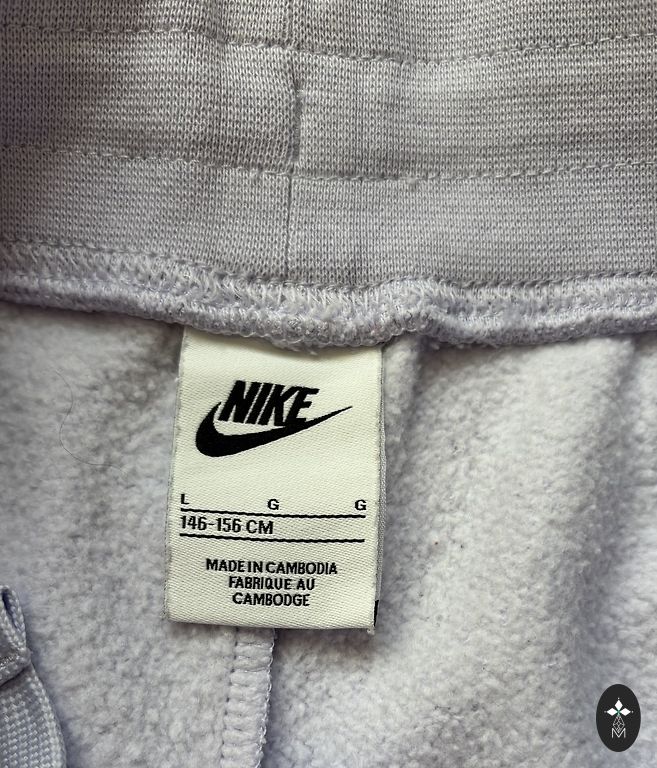 NIKE
L G G
146-156 CM
MADE IN CAMBODIA
FABRIQUE AU
CAMBODGE
M